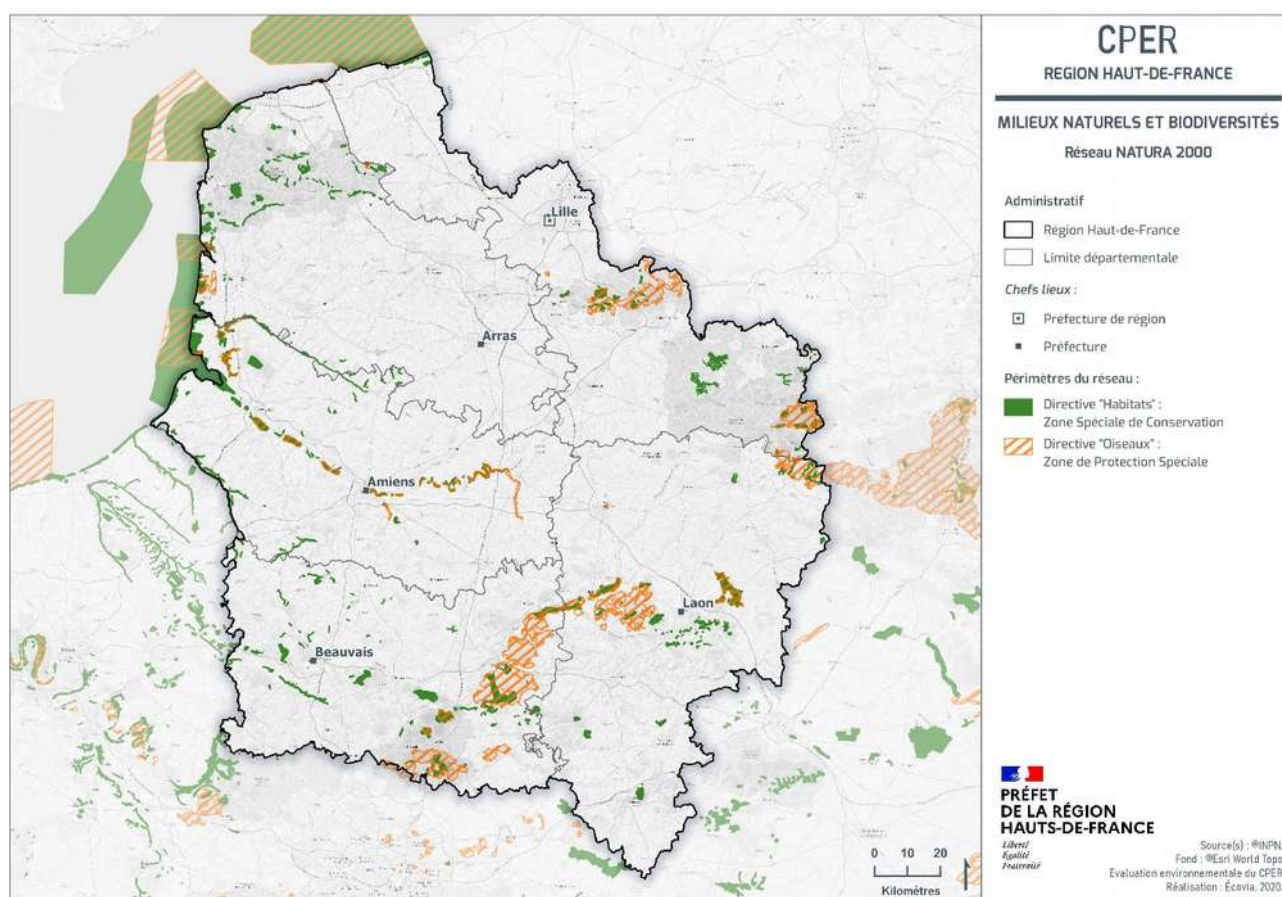 CPER
REGION HAUT-DE-FRANCE
MILIEUX NATURELS ET BIODIVERSITÉS
Réseau NATURA 2000
Administratif
Région Haut-de-France
Limite départementale
Chefs lieux :
Préfecture de région
Préfecture
Périmètres du réseau :
Directive "Habitats" :
Zone Spéciale de Conservation
Directive "Oiseaux" :
Zone de Protection Spéciale
Lille
Arras
Amiens
Laon
Beauvais
0 10 20
Kilomètres
PRÉFET
DE LA RÉGION
HAUTS-DE-FRANCE
Liberté
Égalité
Fraternité
Source(s) : ©INPN,
Fond : ©Esri World Topo
Evaluation environnementale du CPER
Réalisation : Écovia, 2020.